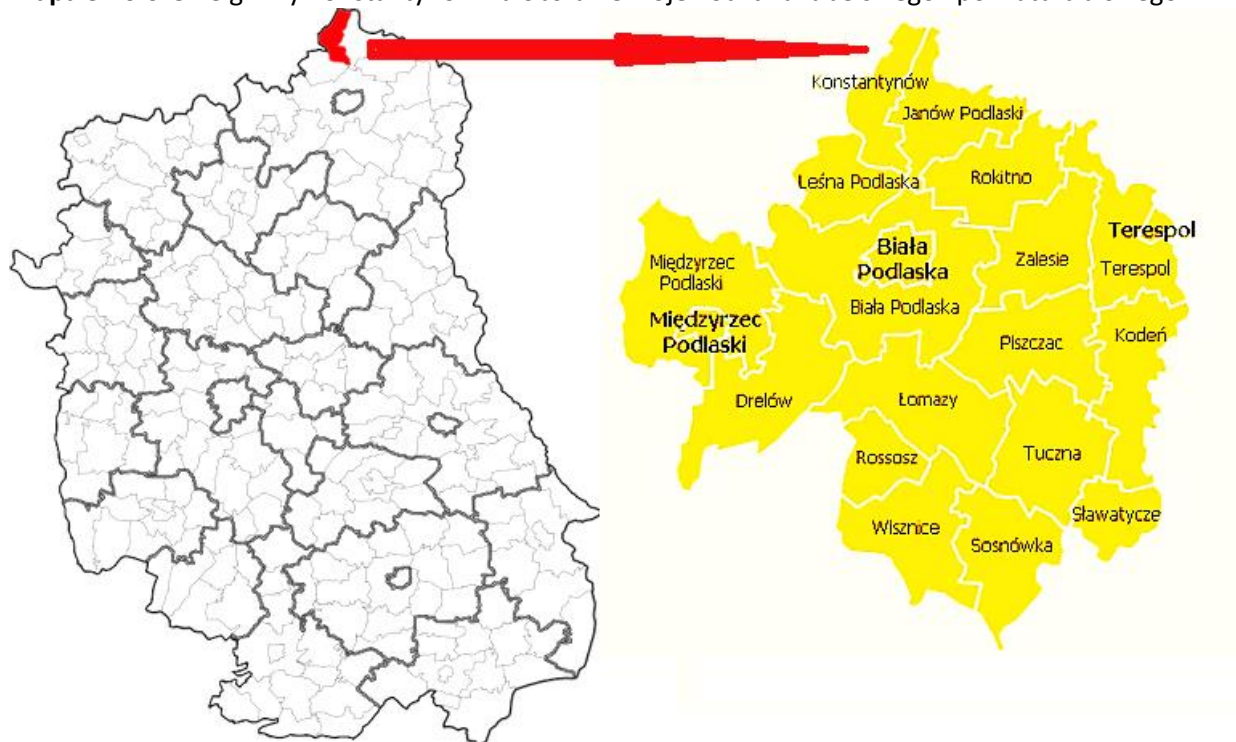 Konstantynów
Janów Podlaski
Leśna Podlaska
Rokitno
Terespol
Biała
Podlaska
Zalesie
Terespol
Międzyrzec
Podlaski
Biała Podlaska
Międzyrzec
Podlaski
Piszczac
Kodeń
Drelów
Łomazy
Rossosz
Tuczna
Sławatycze
Wisznice
Sosnówka